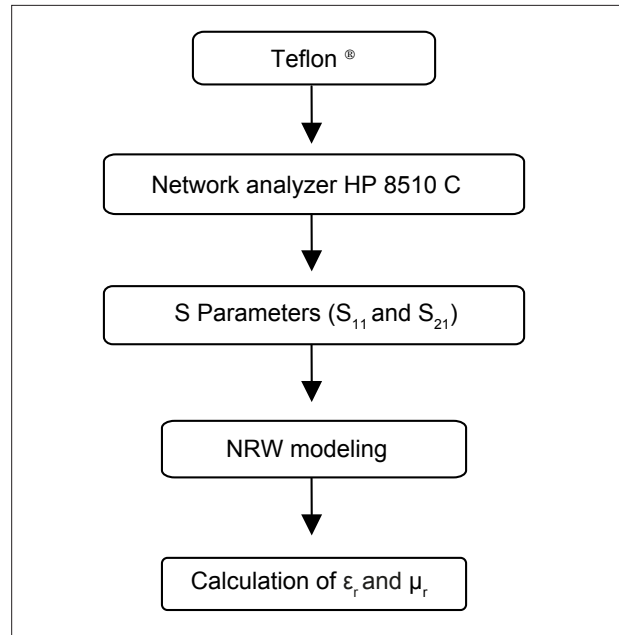 Teflon ®
Network analyzer HP 8510 C
S Parameters (S₁₁ and S₂₁)
NRW modeling
Calculation of εᵣ and μᵣ